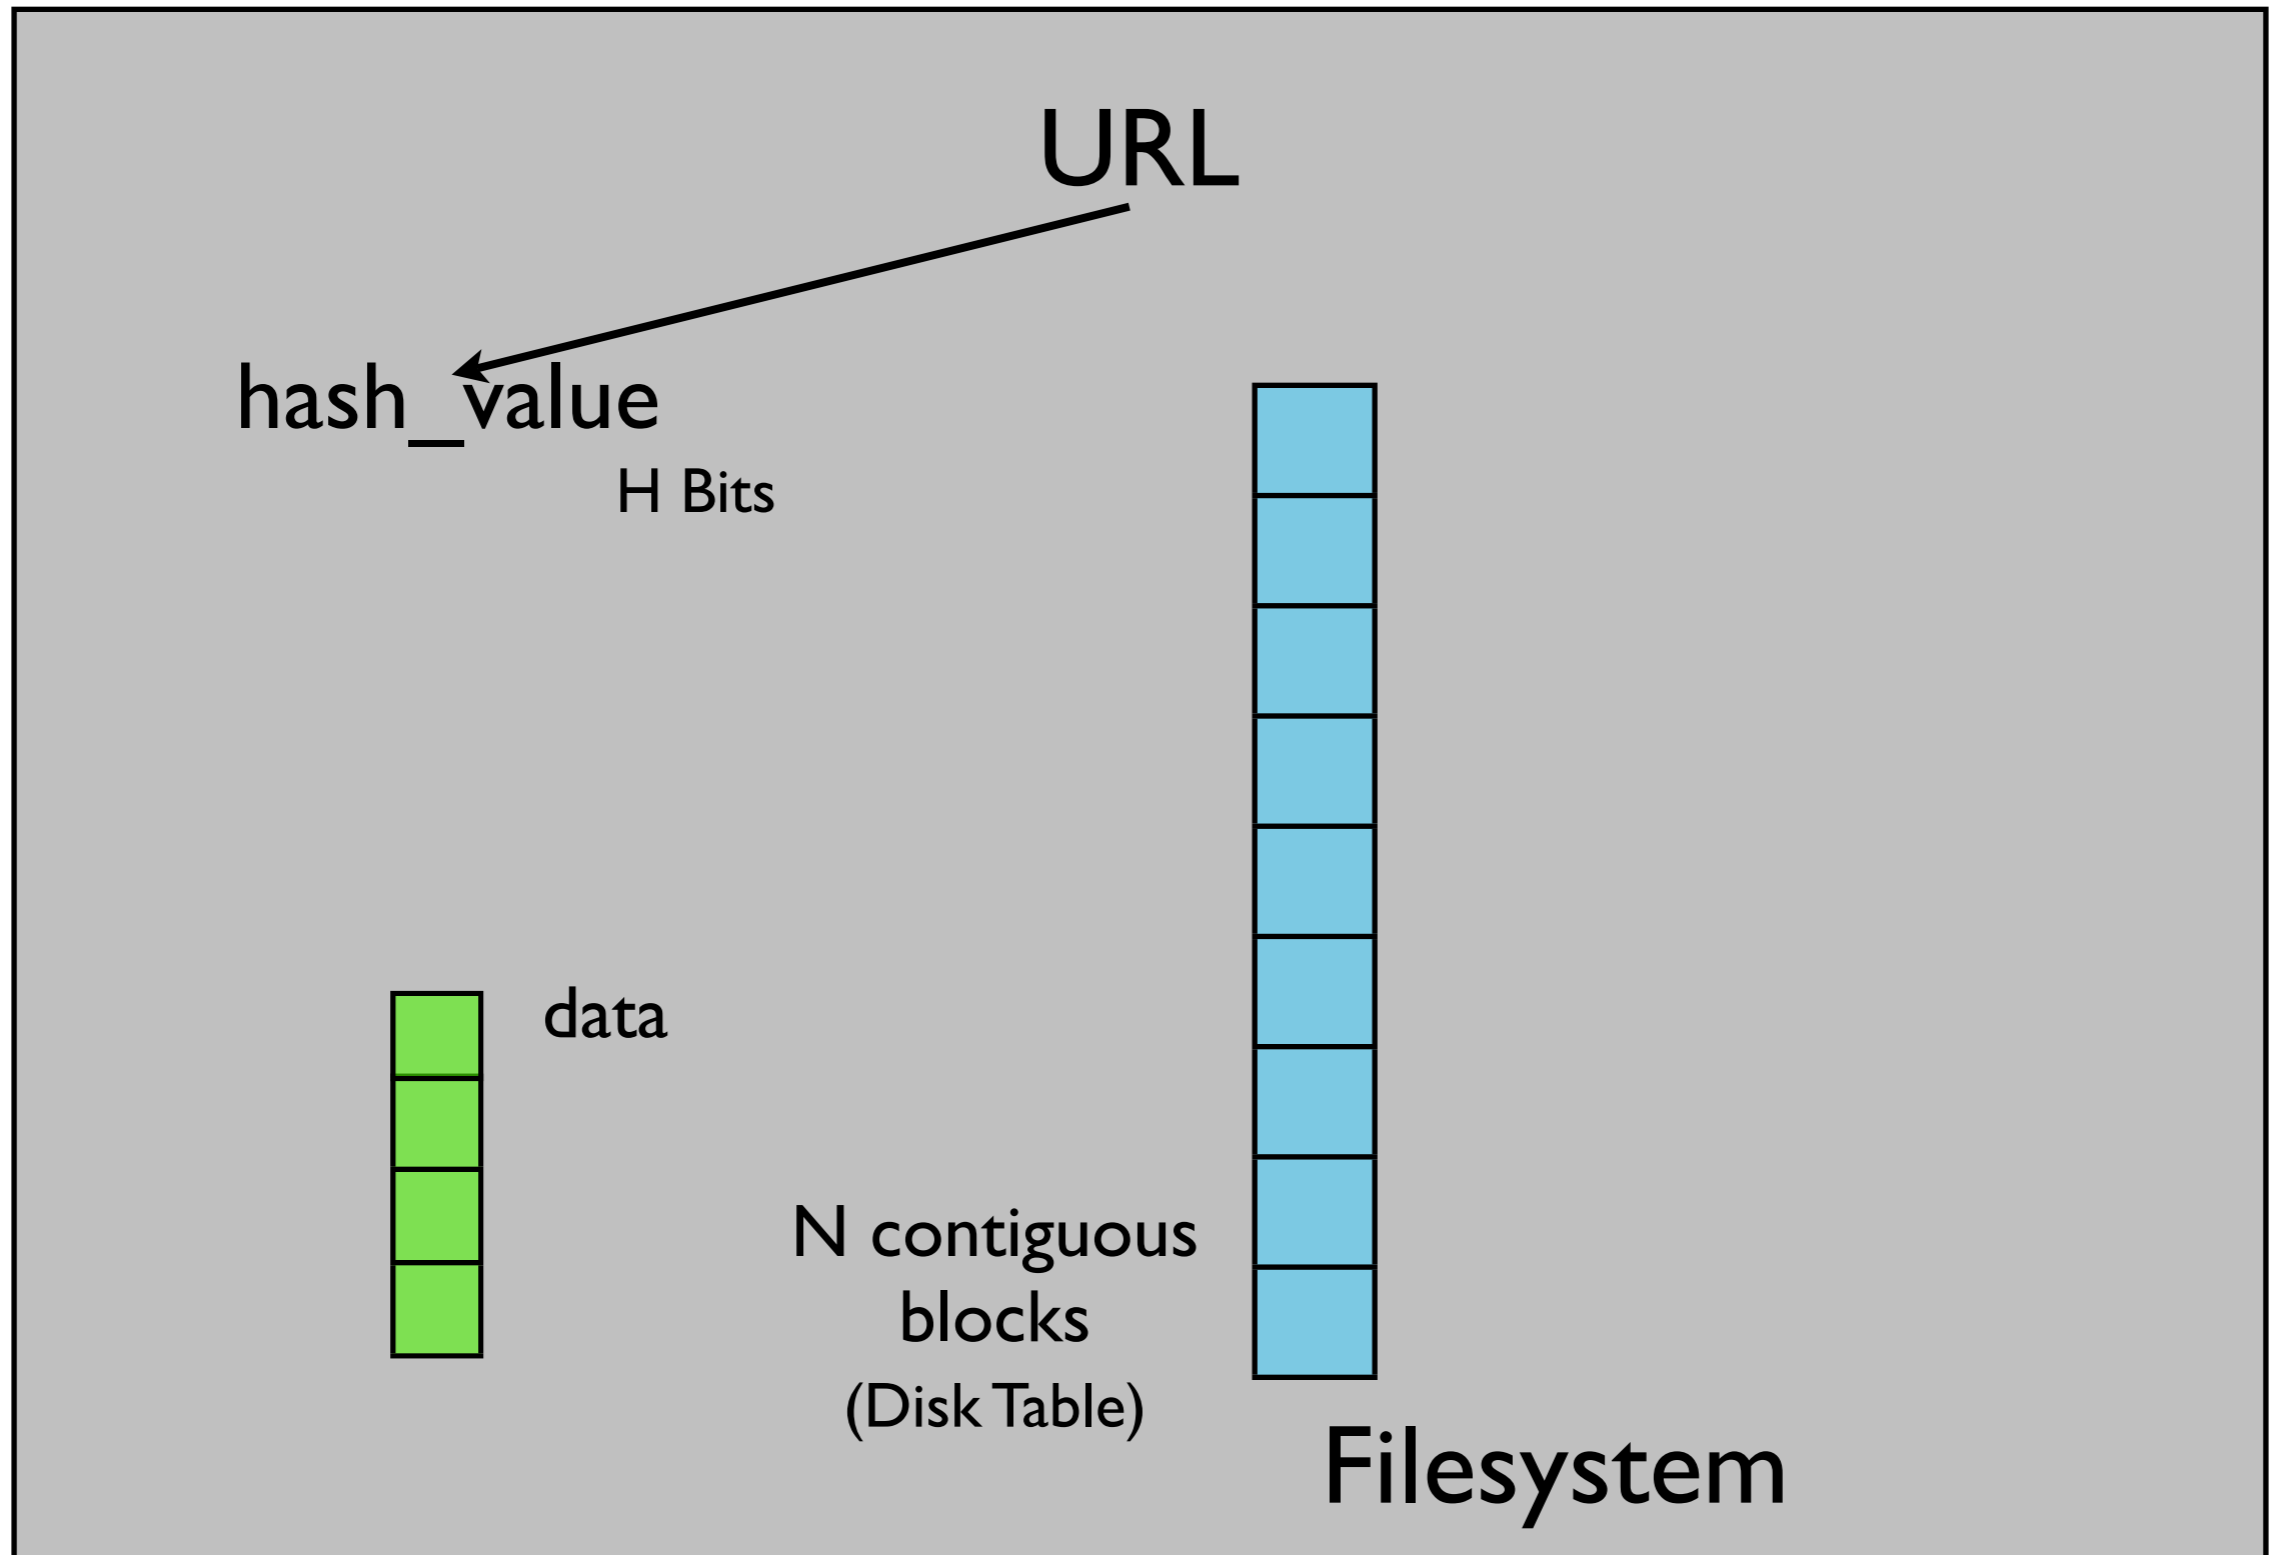 URL
hash_value
H Bits
data
N contiguous
blocks
(Disk Table)
Filesystem